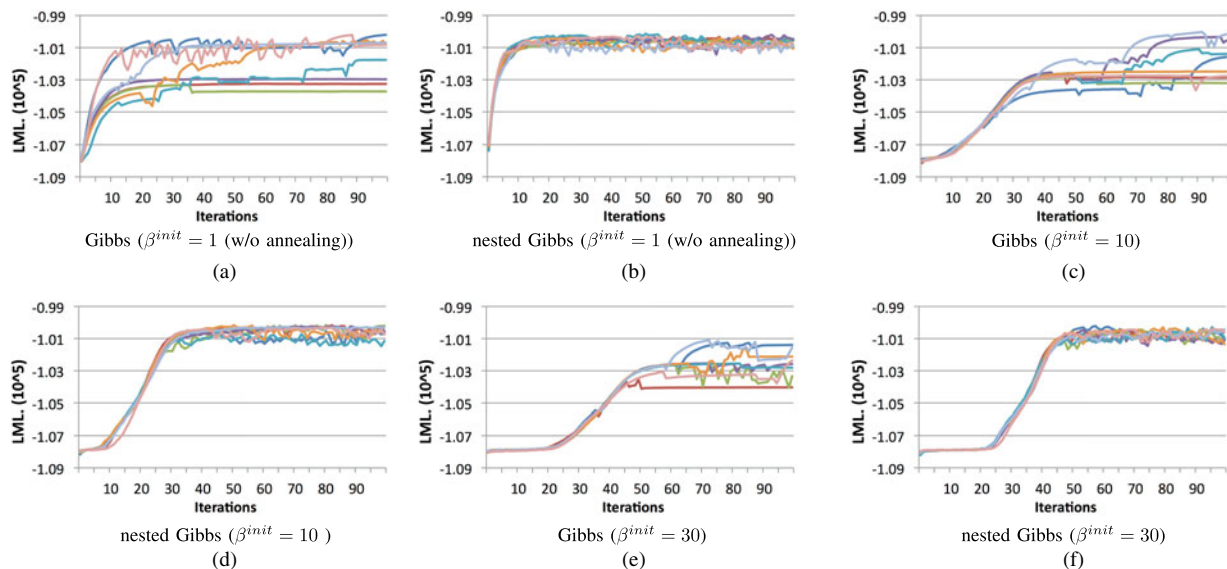 -0.99
-1.01
-1.03
-1.05
-1.07
-1.09
LML. (10^5)
10 20 30 40 50 60 70 80 90
Iterations
Gibbs (β^init = 1 (w/o annealing))
(a)
-0.99
-1.01
-1.03
-1.05
-1.07
-1.09
LML. (10^5)
10 20 30 40 50 60 70 80 90
Iterations
nested Gibbs (β^init = 1 (w/o annealing))
(b)
-0.99
-1.01
-1.03
-1.05
-1.07
-1.09
LML. (10^5)
10 20 30 40 50 60 70 80 90
Iterations
Gibbs (β^init = 10)
(c)
-0.99
-1.01
-1.03
-1.05
-1.07
-1.09
LML. (10^5)
10 20 30 40 50 60 70 80 90
Iterations
nested Gibbs (β^init = 10 )
(d)
-0.99
-1.01
-1.03
-1.05
-1.07
-1.09
LML. (10^5)
10 20 30 40 50 60 70 80 90
Iterations
Gibbs (β^init = 30)
(e)
-0.99
-1.01
-1.03
-1.05
-1.07
-1.09
LML. (10^5)
10 20 30 40 50 60 70 80 90
Iterations
nested Gibbs (β^init = 30)
(f)